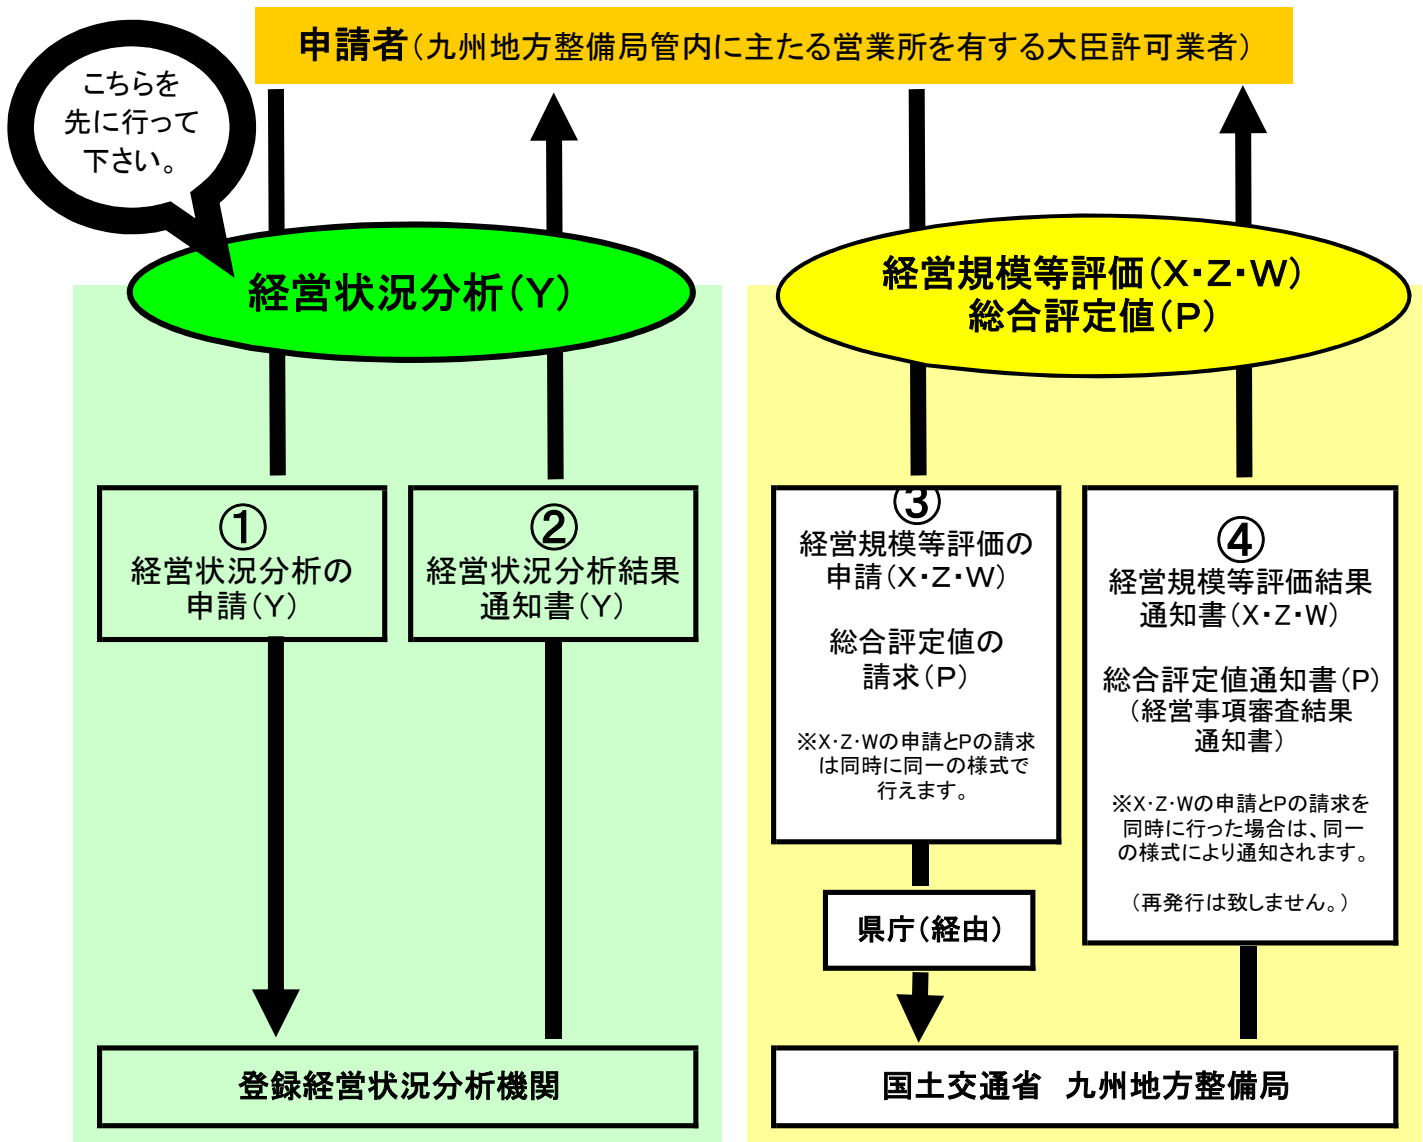 申請者（九州地方整備局管内に主たる営業所を有する大臣許可業者）
こちらを
先に行って
下さい。
経営状況分析（Y）
経営規模等評価（X・Z・W）
総合評定値（P）
①
経営状況分析の
申請（Y）
②
経営状況分析結果
通知書（Y）
③
経営規模等評価の
申請（X・Z・W）
総合評定値の
請求（P）
※X・Z・Wの申請とPの請求
は同時に同一の様式で
行えます。
④
経営規模等評価結果
通知書（X・Z・W）
総合評定値通知書（P）
（経営事項審査結果
通知書）
※X・Z・Wの申請とPの請求を
同時に行った場合は、同一
の様式により通知されます。
（再発行は致しません。）
県庁（経由）
登録経営状況分析機関
国土交通省　九州地方整備局